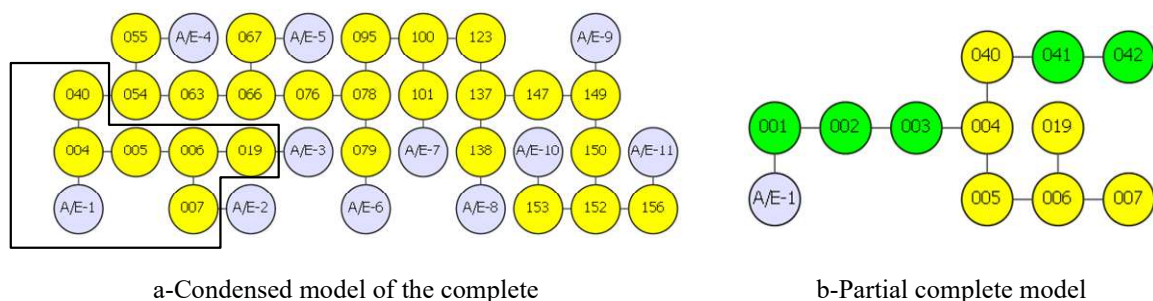 055 A/E-4 067 A/E-5 095 100 123 A/E-9
040 054 063 066 076 078 101 137 147 149
004 005 006 019 A/E-3 079 A/E-7 138 A/E-10 150 A/E-11
A/E-1 007 A/E-2 A/E-6 A/E-8 153 152 156
a-Condensed model of the complete
040 041 042
001 002 003 004 019
A/E-1 005 006 007
b-Partial complete model